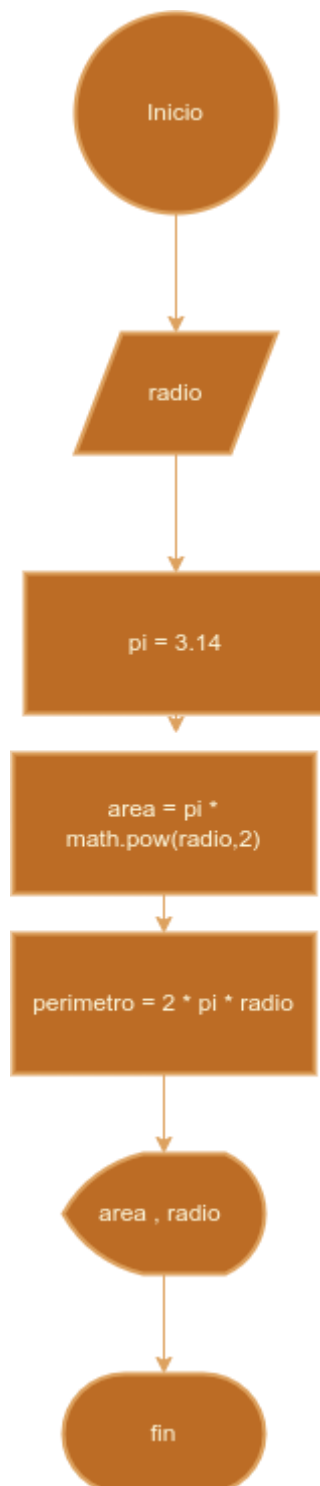 Inicio
radio
pi = 3.14
area = pi *
math.pow(radio,2)
perimetro = 2 * pi * radio
area , radio
fin